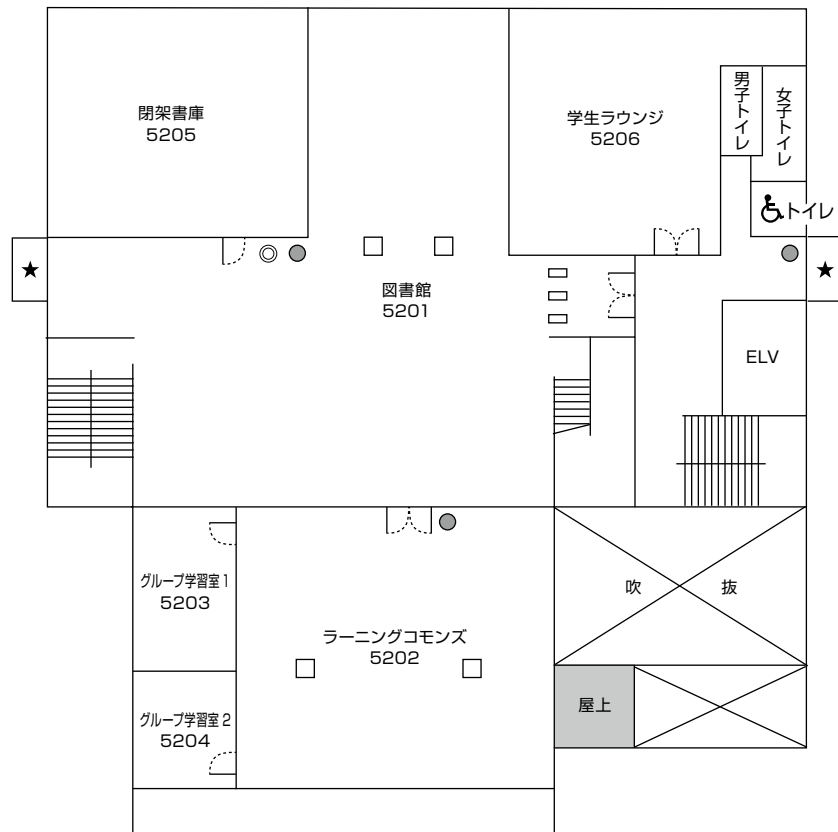 閉架書庫
5205
学生ラウンジ
5206
男子トイレ
女子トイレ
トイレ
★
★
図書館
5201
ELV
グループ学習室1
5203
ラーニングコモンズ
5202
吹 抜
グループ学習室2
5204
屋上